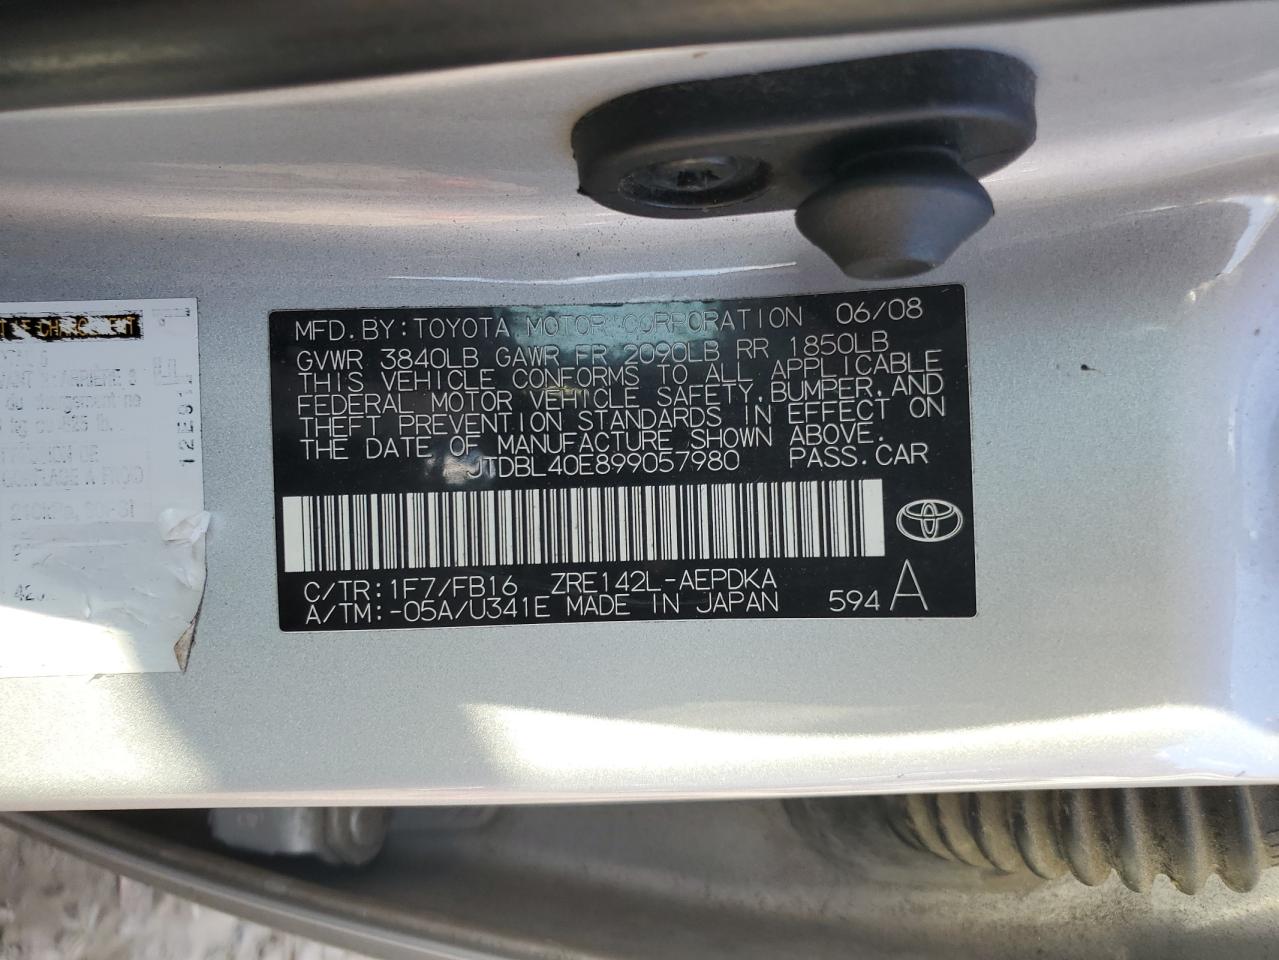 MFD.BY:TOYOTA MOTOR CORPORATION 06/08
GVWR 3840LB GAWR FR 2090LB RR 1850LB
THIS VEHICLE CONFORMS TO ALL APPLICABLE
FEDERAL MOTOR VEHICLE SAFETY,BUMPER,AND
THEFT PREVENTION STANDARDS IN EFFECT ON
THE DATE OF MANUFACTURE SHOWN ABOVE.
JTDBL40E899057980 PASS.CAR
C/TR:1F7/FB16 ZRE142L-AEPDKA
A/TM:-05A/U341E MADE IN JAPAN 594 A